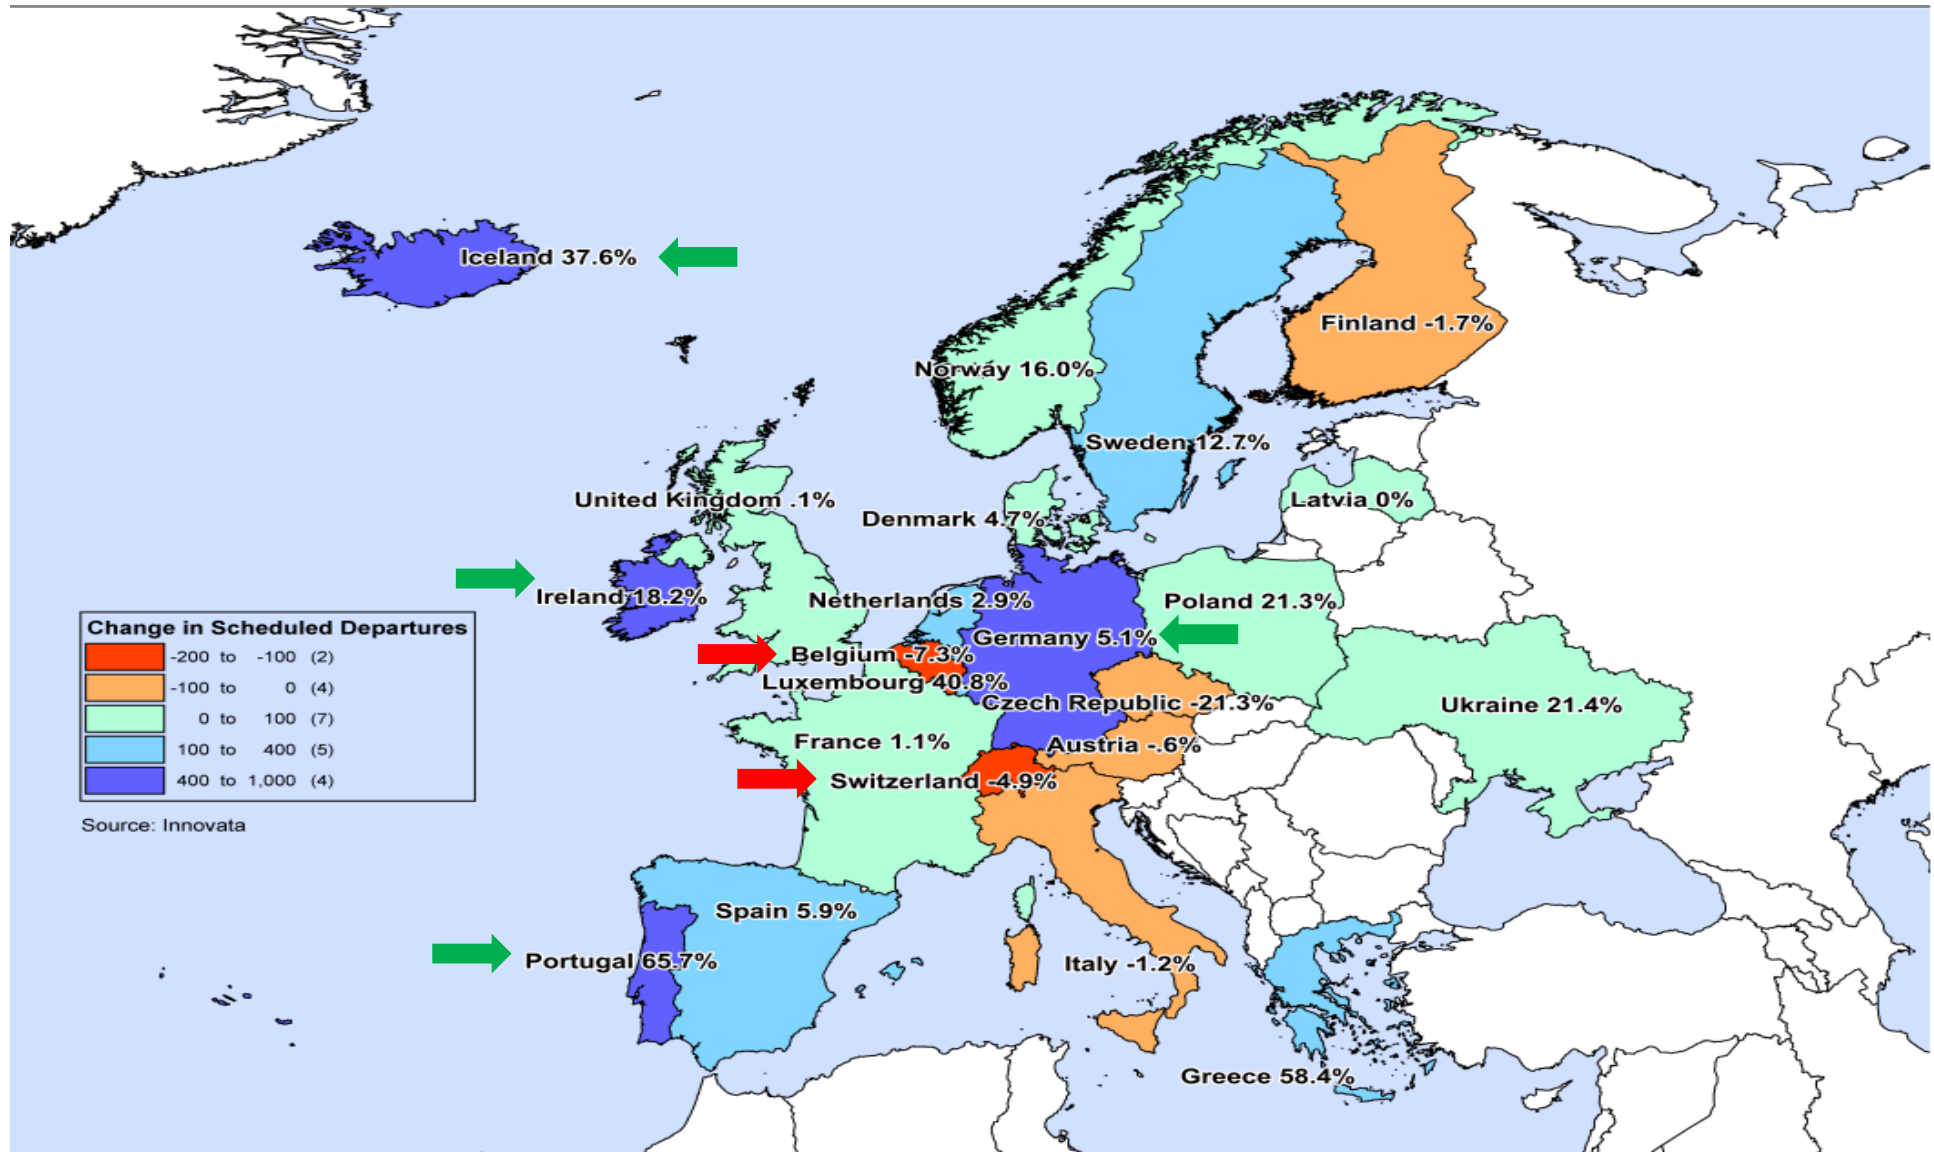 Iceland 37.6%
Finland -1.7%
Norway 16.0%
Sweden 12.7%
United Kingdom .1%
Latvia 0%
Denmark 4.7%
Ireland 18.2%
Netherlands 2.9%
Poland 21.3%
Germany 5.1%
Belgium -7.3%
Luxembourg 40.8%
Czech Republic -21.3%
Ukraine 21.4%
France 1.1%
Austria -.6%
Switzerland -4.9%
Spain 5.9%
Portugal 65.7%
Italy -1.2%
Greece 58.4%
Change in Scheduled Departures
-200 to -100 (2)
-100 to 0 (4)
0 to 100 (7)
100 to 400 (5)
400 to 1,000 (4)
Source: Innovata